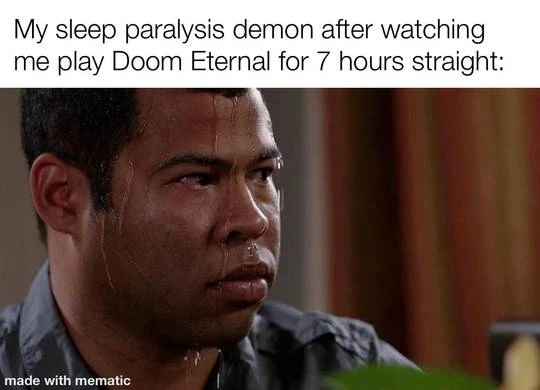 My sleep paralysis demon after watching
me play Doom Eternal for 7 hours straight:
made with mematic